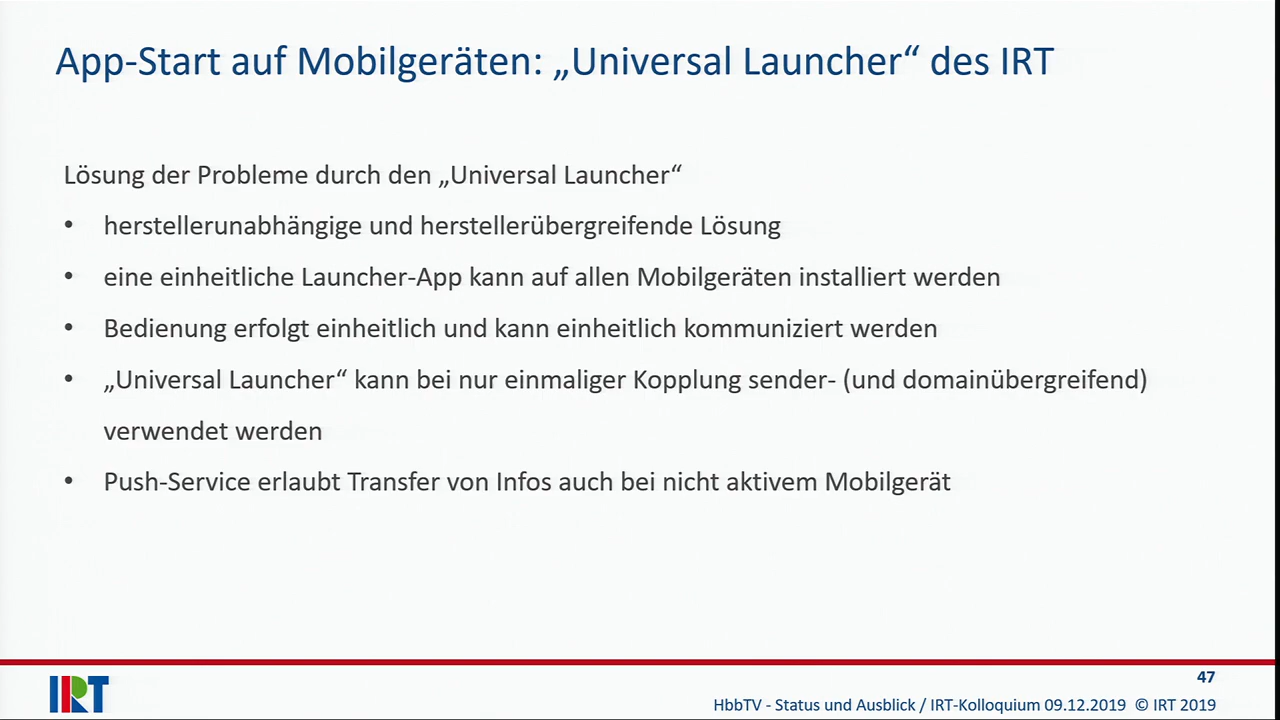 App-Start auf Mobilgeräten: „Universal Launcher“ des IRT
Lösung der Probleme durch den „Universal Launcher“
• herstellerunabhängige und herstellerübergreifende Lösung
• eine einheitliche Launcher-App kann auf allen Mobilgeräten installiert werden
• Bedienung erfolgt einheitlich und kann einheitlich kommuniziert werden
• „Universal Launcher“ kann bei nur einmaliger Kopplung sender- (und domainübergreifend)
verwendet werden
• Push-Service erlaubt Transfer von Infos auch bei nicht aktivem Mobilgerät
47
IRT
HbbTV - Status und Ausblick / IRT-Kolloquium 09.12.2019 © IRT 2019